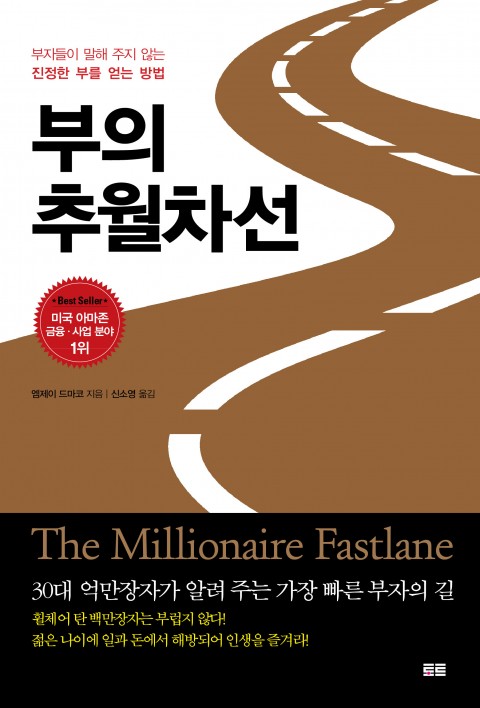 부자들이 말해 주지 않는
진정한 부를 얻는 방법
부의
추월차선
Best Seller
미국 아마존
금융·사업 분야
1위
엠제이 드마코 지음 | 신소영 옮김
The Millionaire Fastlane
30대 억만장자가 알려 주는 가장 빠른 부자의 길
휠체어 탄 백만장자는 부럽지 않다!
젊은 나이에 일과 돈에서 해방되어 인생을 즐겨라!
토트